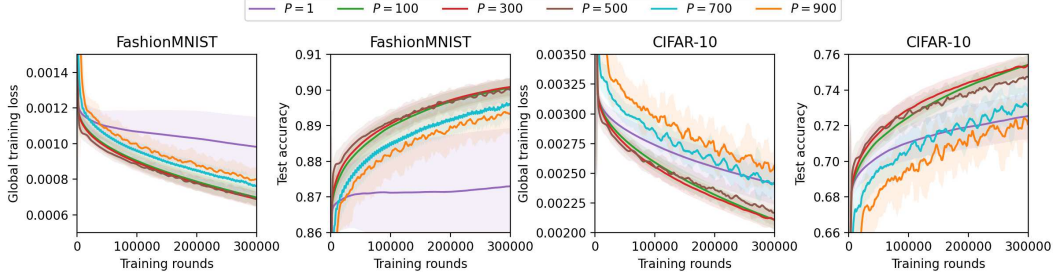 P = 1 P = 100 P = 300 P = 500 P = 700 P = 900
FashionMNIST
Global training loss
0.0014
0.0012
0.0010
0.0008
0.0006
0 100000 200000 300000
Training rounds
FashionMNIST
Test accuracy
0.91
0.90
0.89
0.88
0.87
0.86
0 100000 200000 300000
Training rounds
CIFAR-10
Global training loss
0.00350
0.00325
0.00300
0.00275
0.00250
0.00225
0.00200
0 100000 200000 300000
Training rounds
CIFAR-10
Test accuracy
0.76
0.74
0.72
0.70
0.68
0.66
0 100000 200000 300000
Training rounds